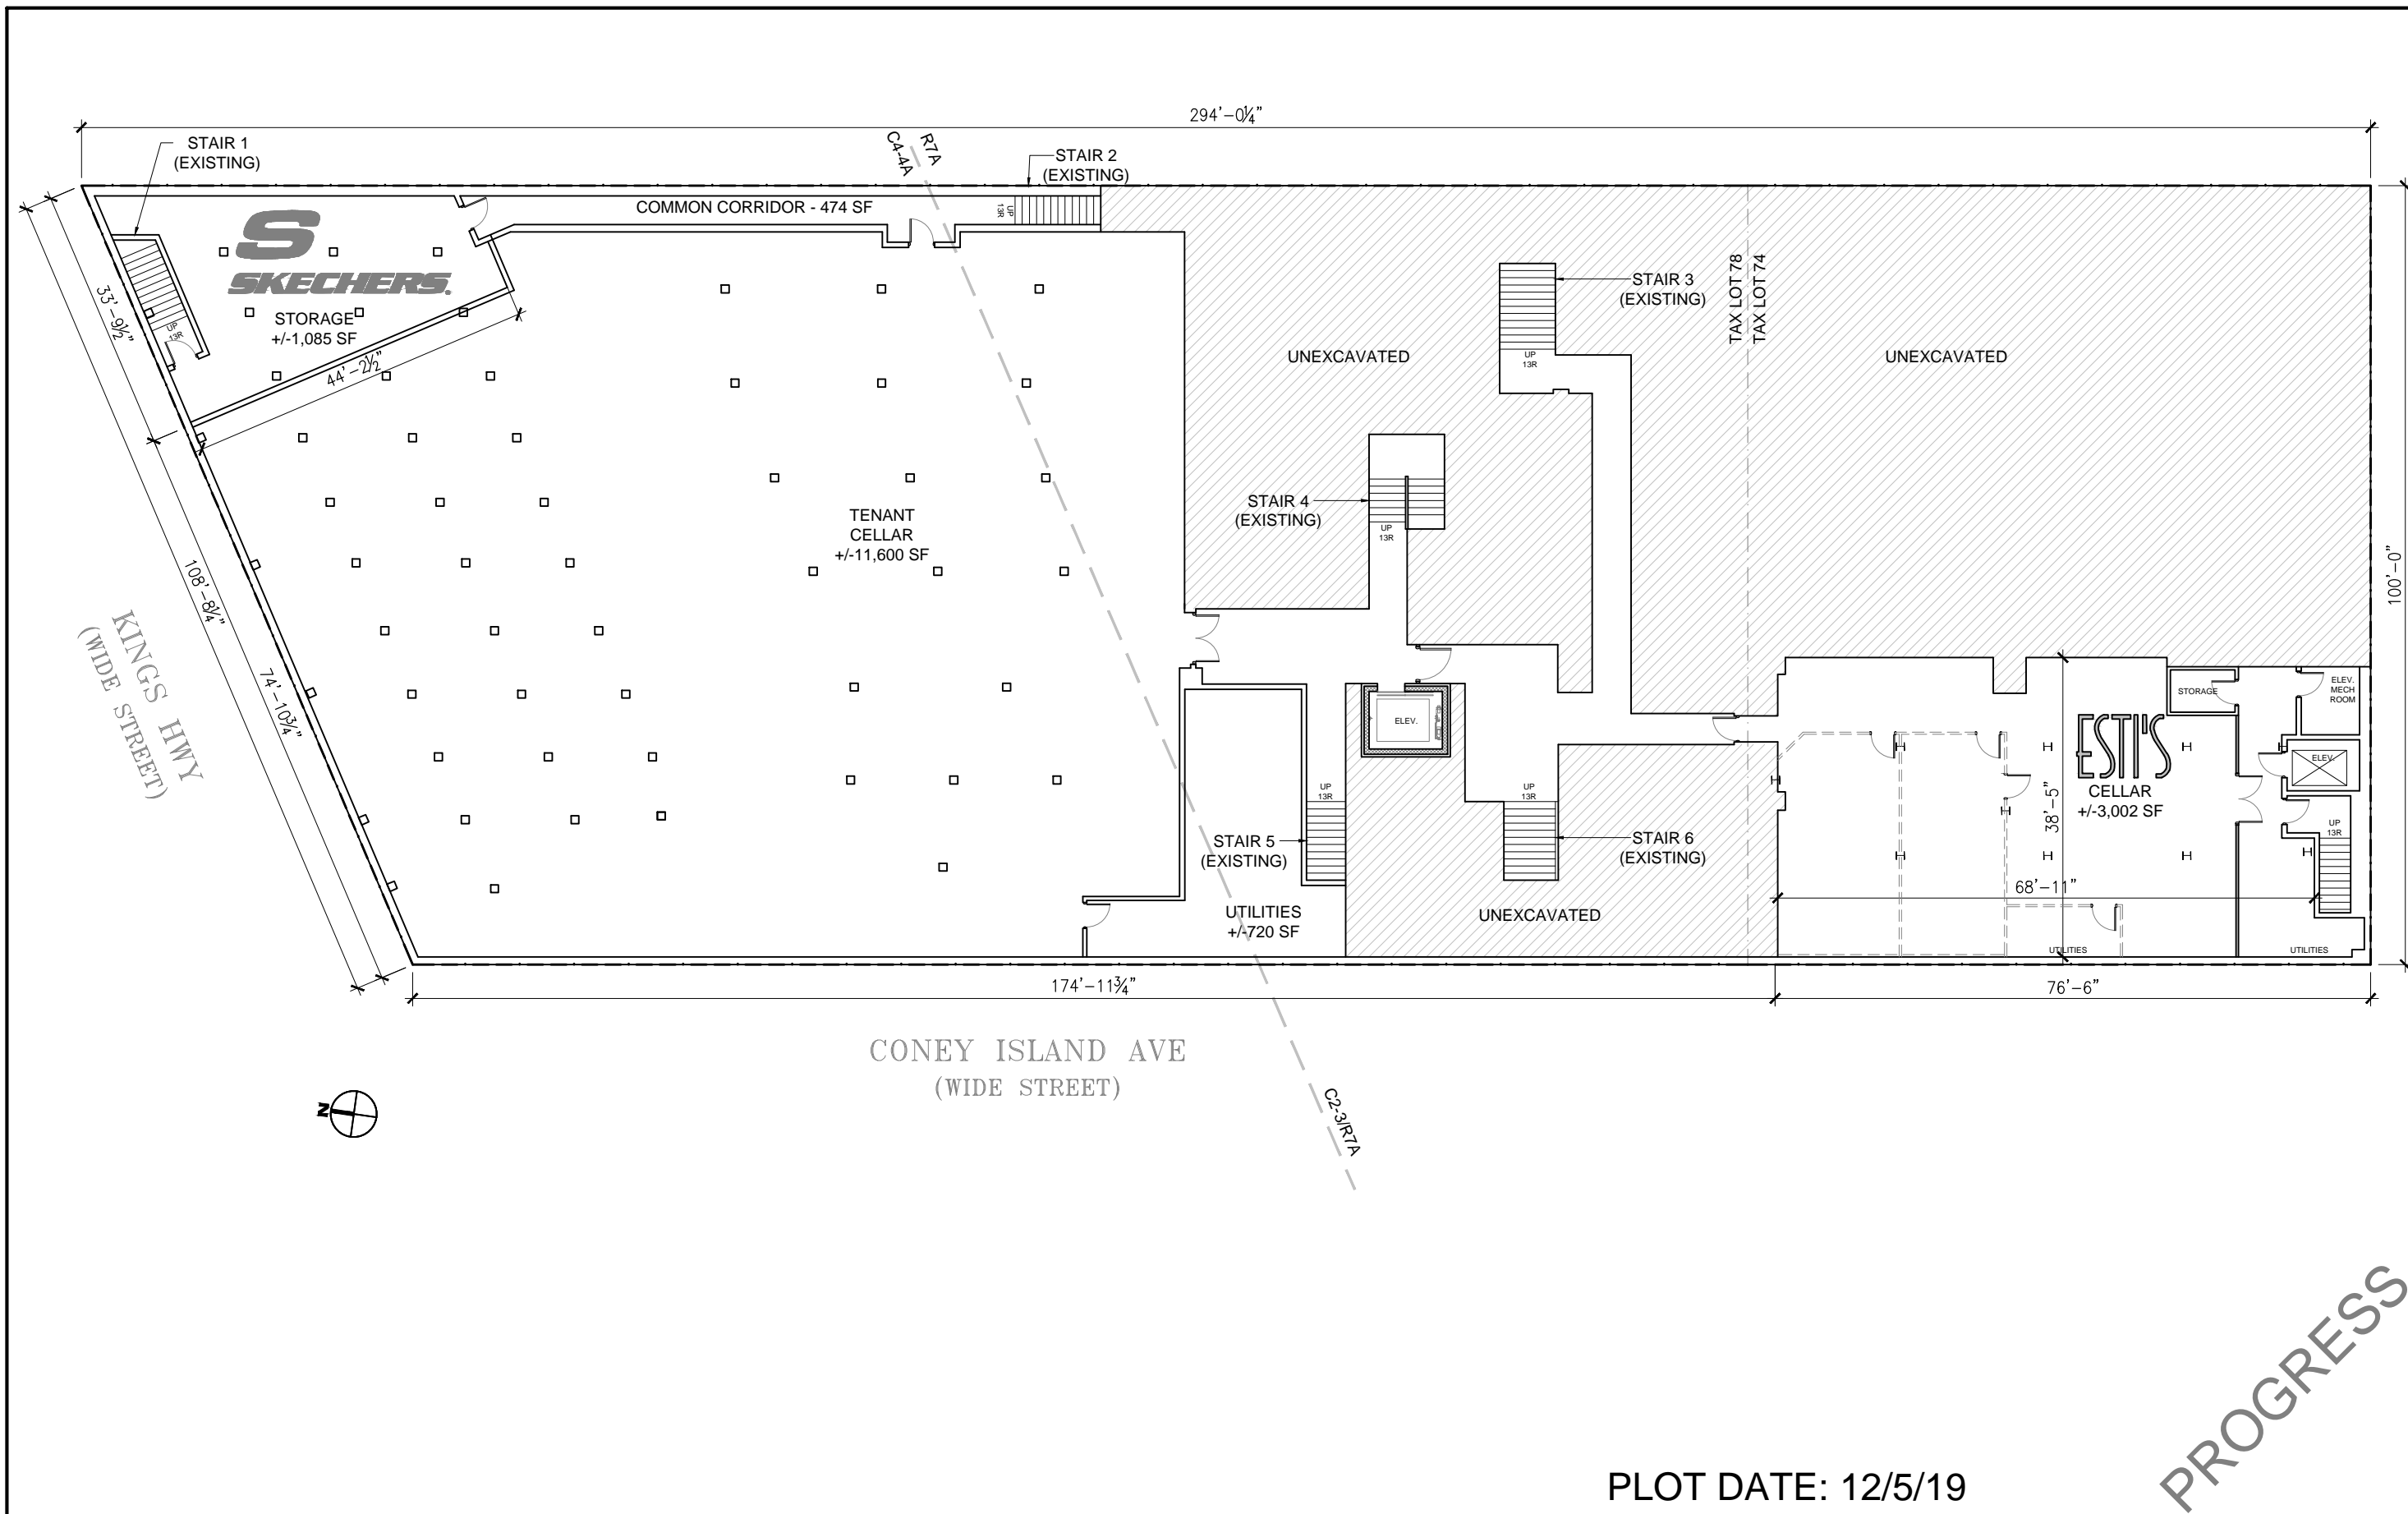 294'-0¼"
STAIR 1
(EXISTING)
C4-4A
R7A
STAIR 2
(EXISTING)
COMMON CORRIDOR - 474 SF
UP
13R
S
SKECHERS.
STORAGE
+/-1,085 SF
UP
13R
33'-9½"
44'-2½"
108'-8¼"
74'-10¾"
KINGS HWY
(WIDE STREET)
TENANT
CELLAR
+/-11,600 SF
UNEXCAVATED
STAIR 3
(EXISTING)
UP
13R
TAX LOT 78
TAX LOT 74
UNEXCAVATED
STAIR 4
(EXISTING)
UP
13R
100'-0"
ELEV.
STORAGE
ELEV.
MECH
ROOM
ESTI'S
CELLAR
+/-3,002 SF
ELEV.
38'-5"
UP
13R
UP
13R
UP
13R
STAIR 5
(EXISTING)
STAIR 6
(EXISTING)
68'-11"
UTILITIES
+/-720 SF
UNEXCAVATED
UTILITIES
UTILITIES
174'-11¾"
76'-6"
CONEY ISLAND AVE
(WIDE STREET)
C2-3/R7A
N
PROGRESS
PLOT DATE: 12/5/19